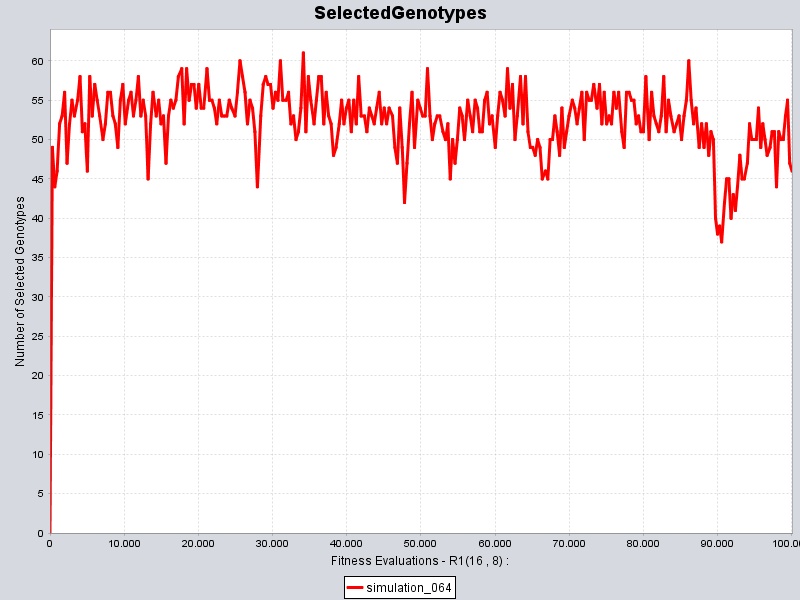 SelectedGenotypes
Number of Selected Genotypes
60
55
50
45
40
35
30
25
20
15
10
5
0
0 10.000 20.000 30.000 40.000 50.000 60.000 70.000 80.000 90.000 100.00
Fitness Evaluations - R1(16 , 8) :
simulation_064